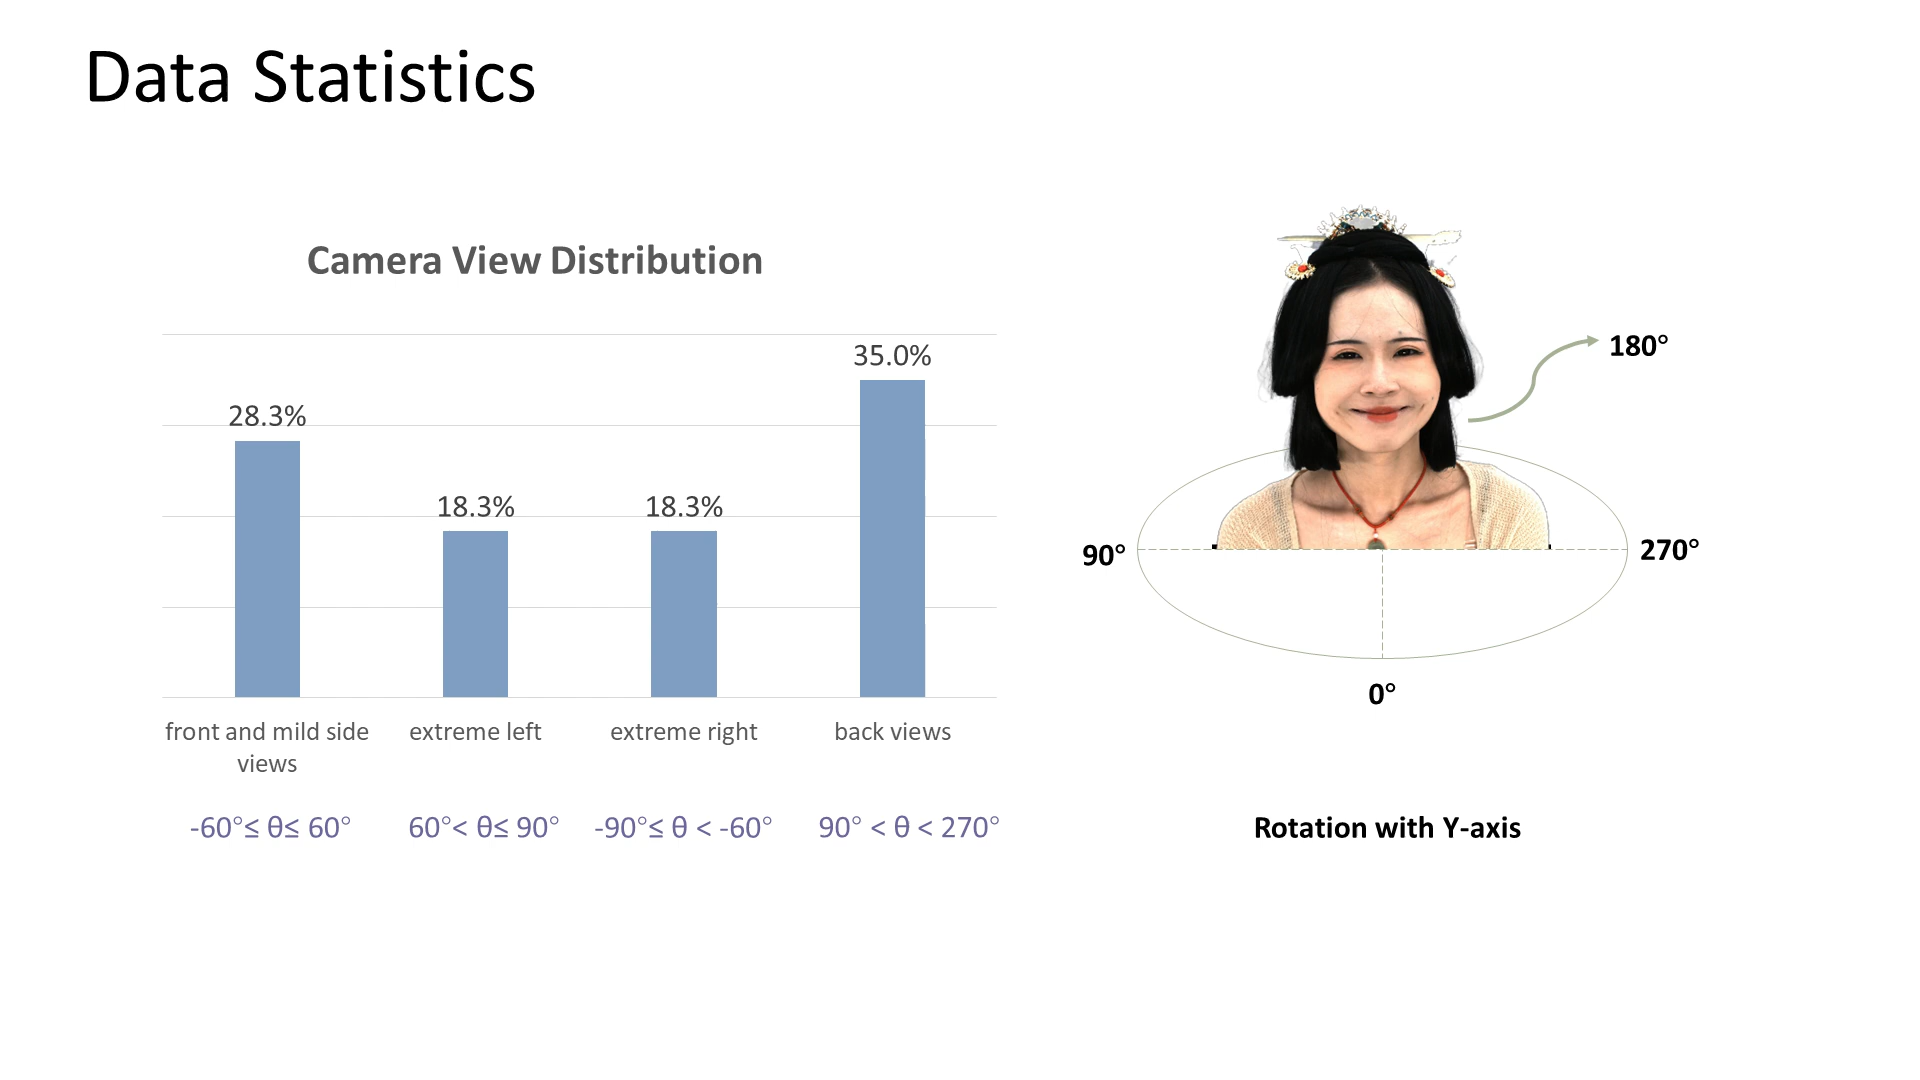 Data Statistics
Camera View Distribution
28.3%
18.3%
18.3%
35.0%
front and mild side
views
extreme left
extreme right
back views
-60°≤ θ≤ 60°
60°< θ≤ 90°
-90°≤ θ < -60°
90° < θ < 270°
180°
90°
270°
0°
Rotation with Y-axis